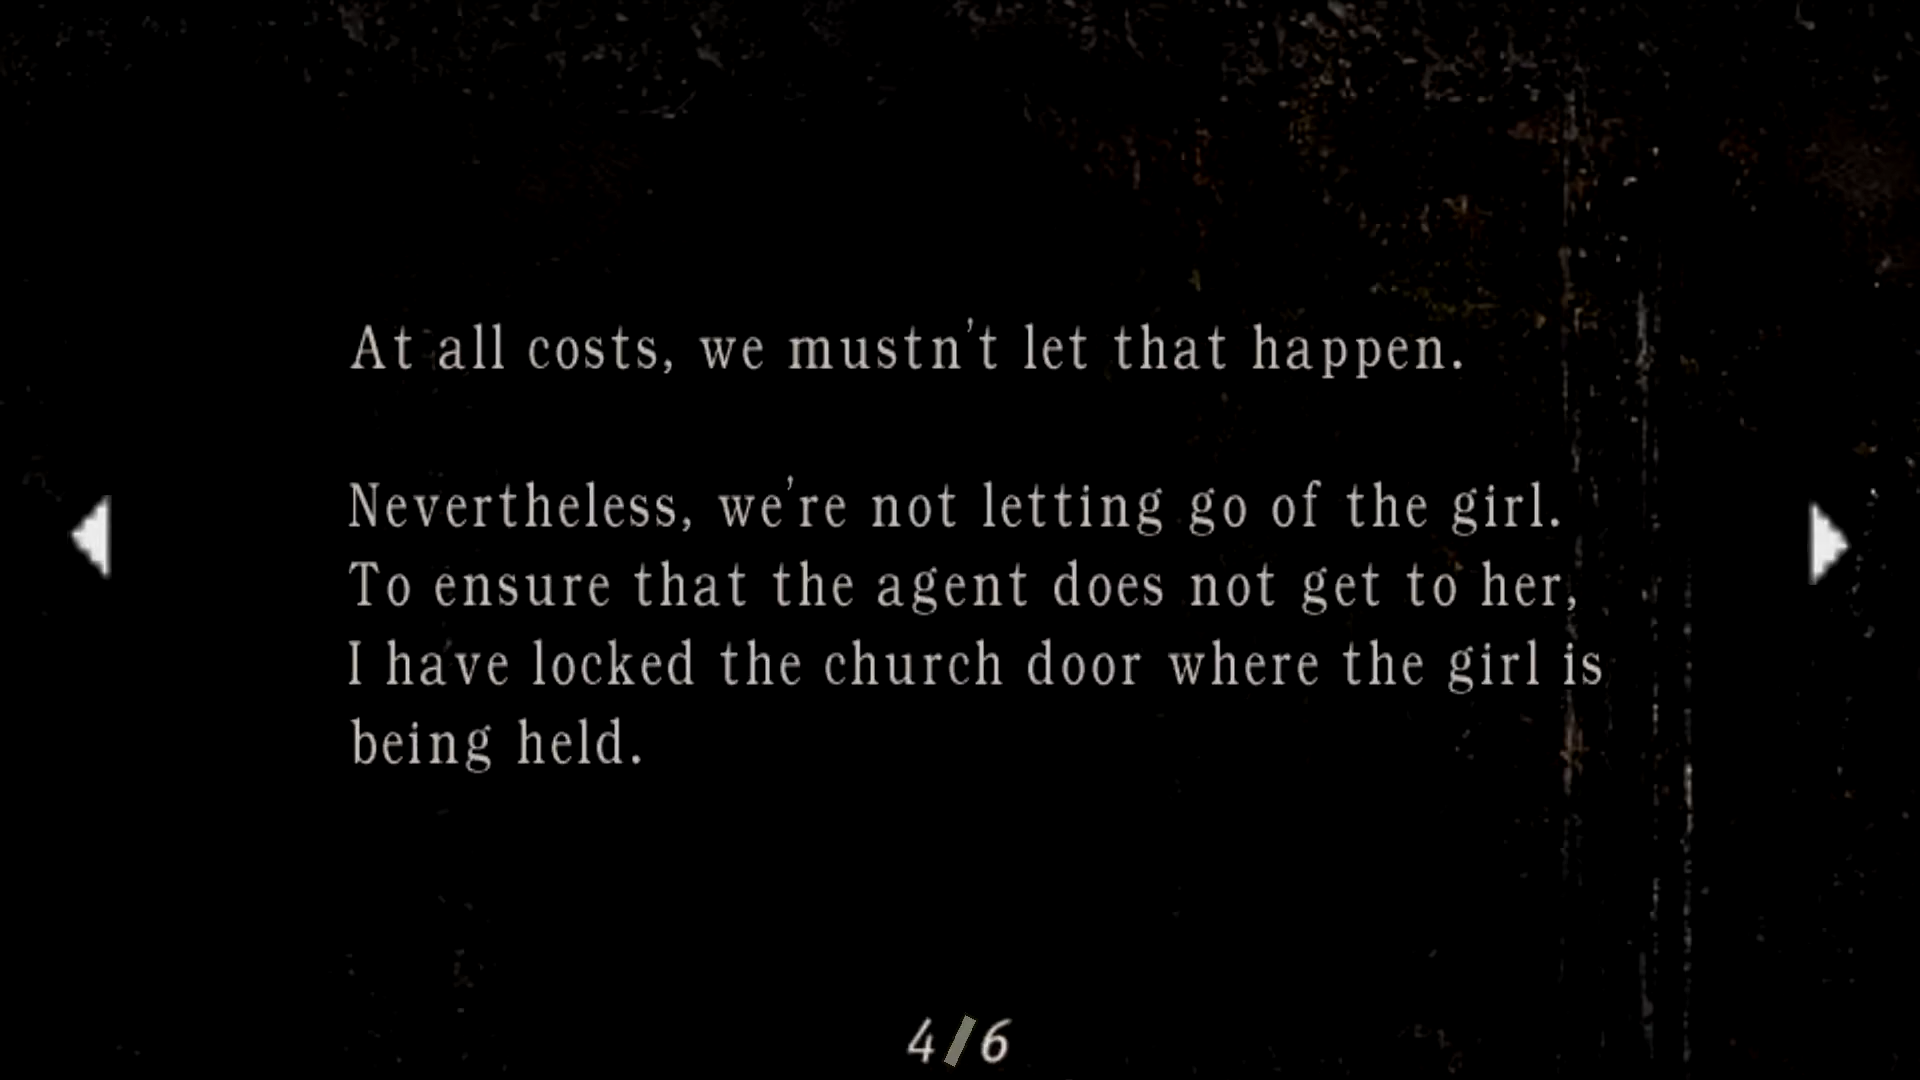 At all costs, we mustn't let that happen.
Nevertheless, we're not letting go of the girl.
To ensure that the agent does not get to her,
I have locked the church door where the girl is
being held.
4/6